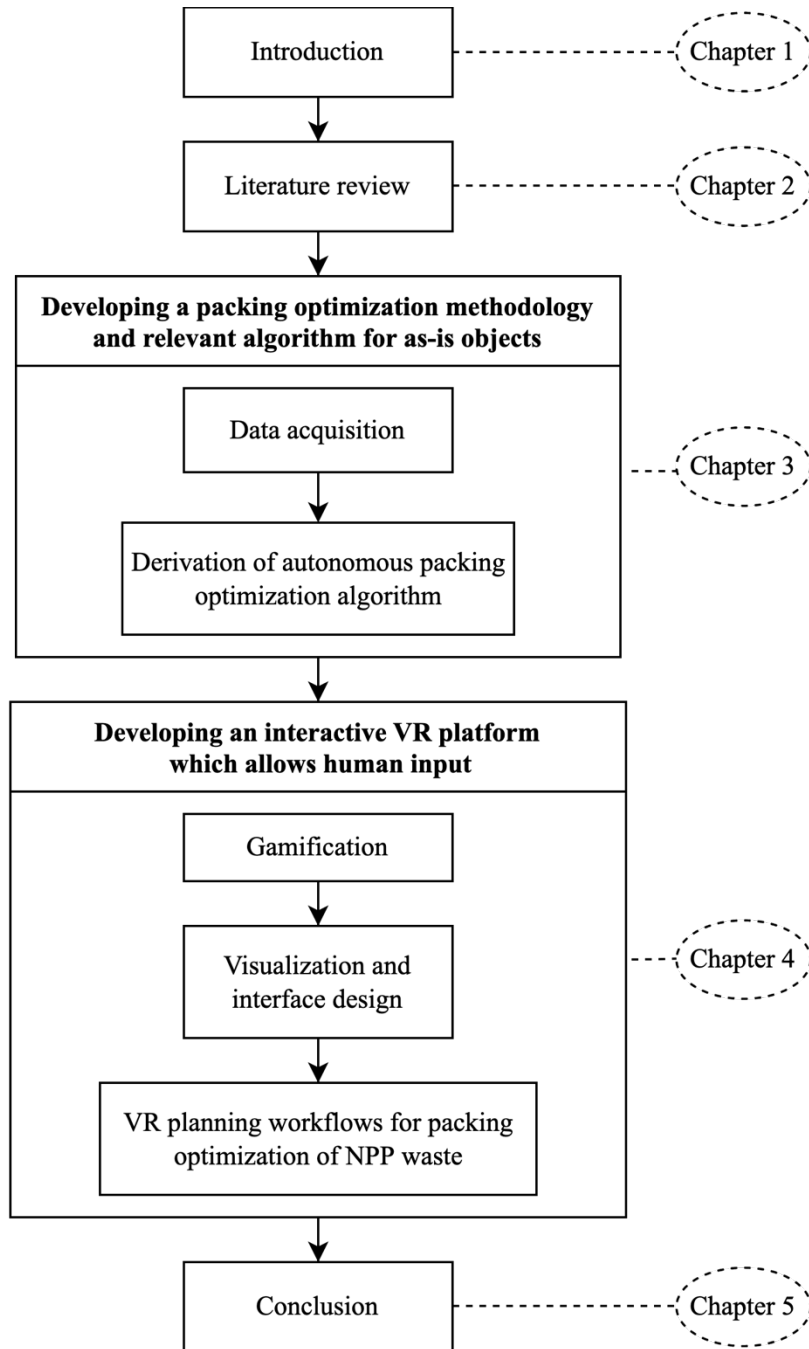 Introduction
Chapter 1
Literature review
Chapter 2
Developing a packing optimization methodology
and relevant algorithm for as-is objects
Data acquisition
Chapter 3
Derivation of autonomous packing
optimization algorithm
Developing an interactive VR platform
which allows human input
Gamification
Visualization and
interface design
Chapter 4
VR planning workflows for packing
optimization of NPP waste
Conclusion
Chapter 5